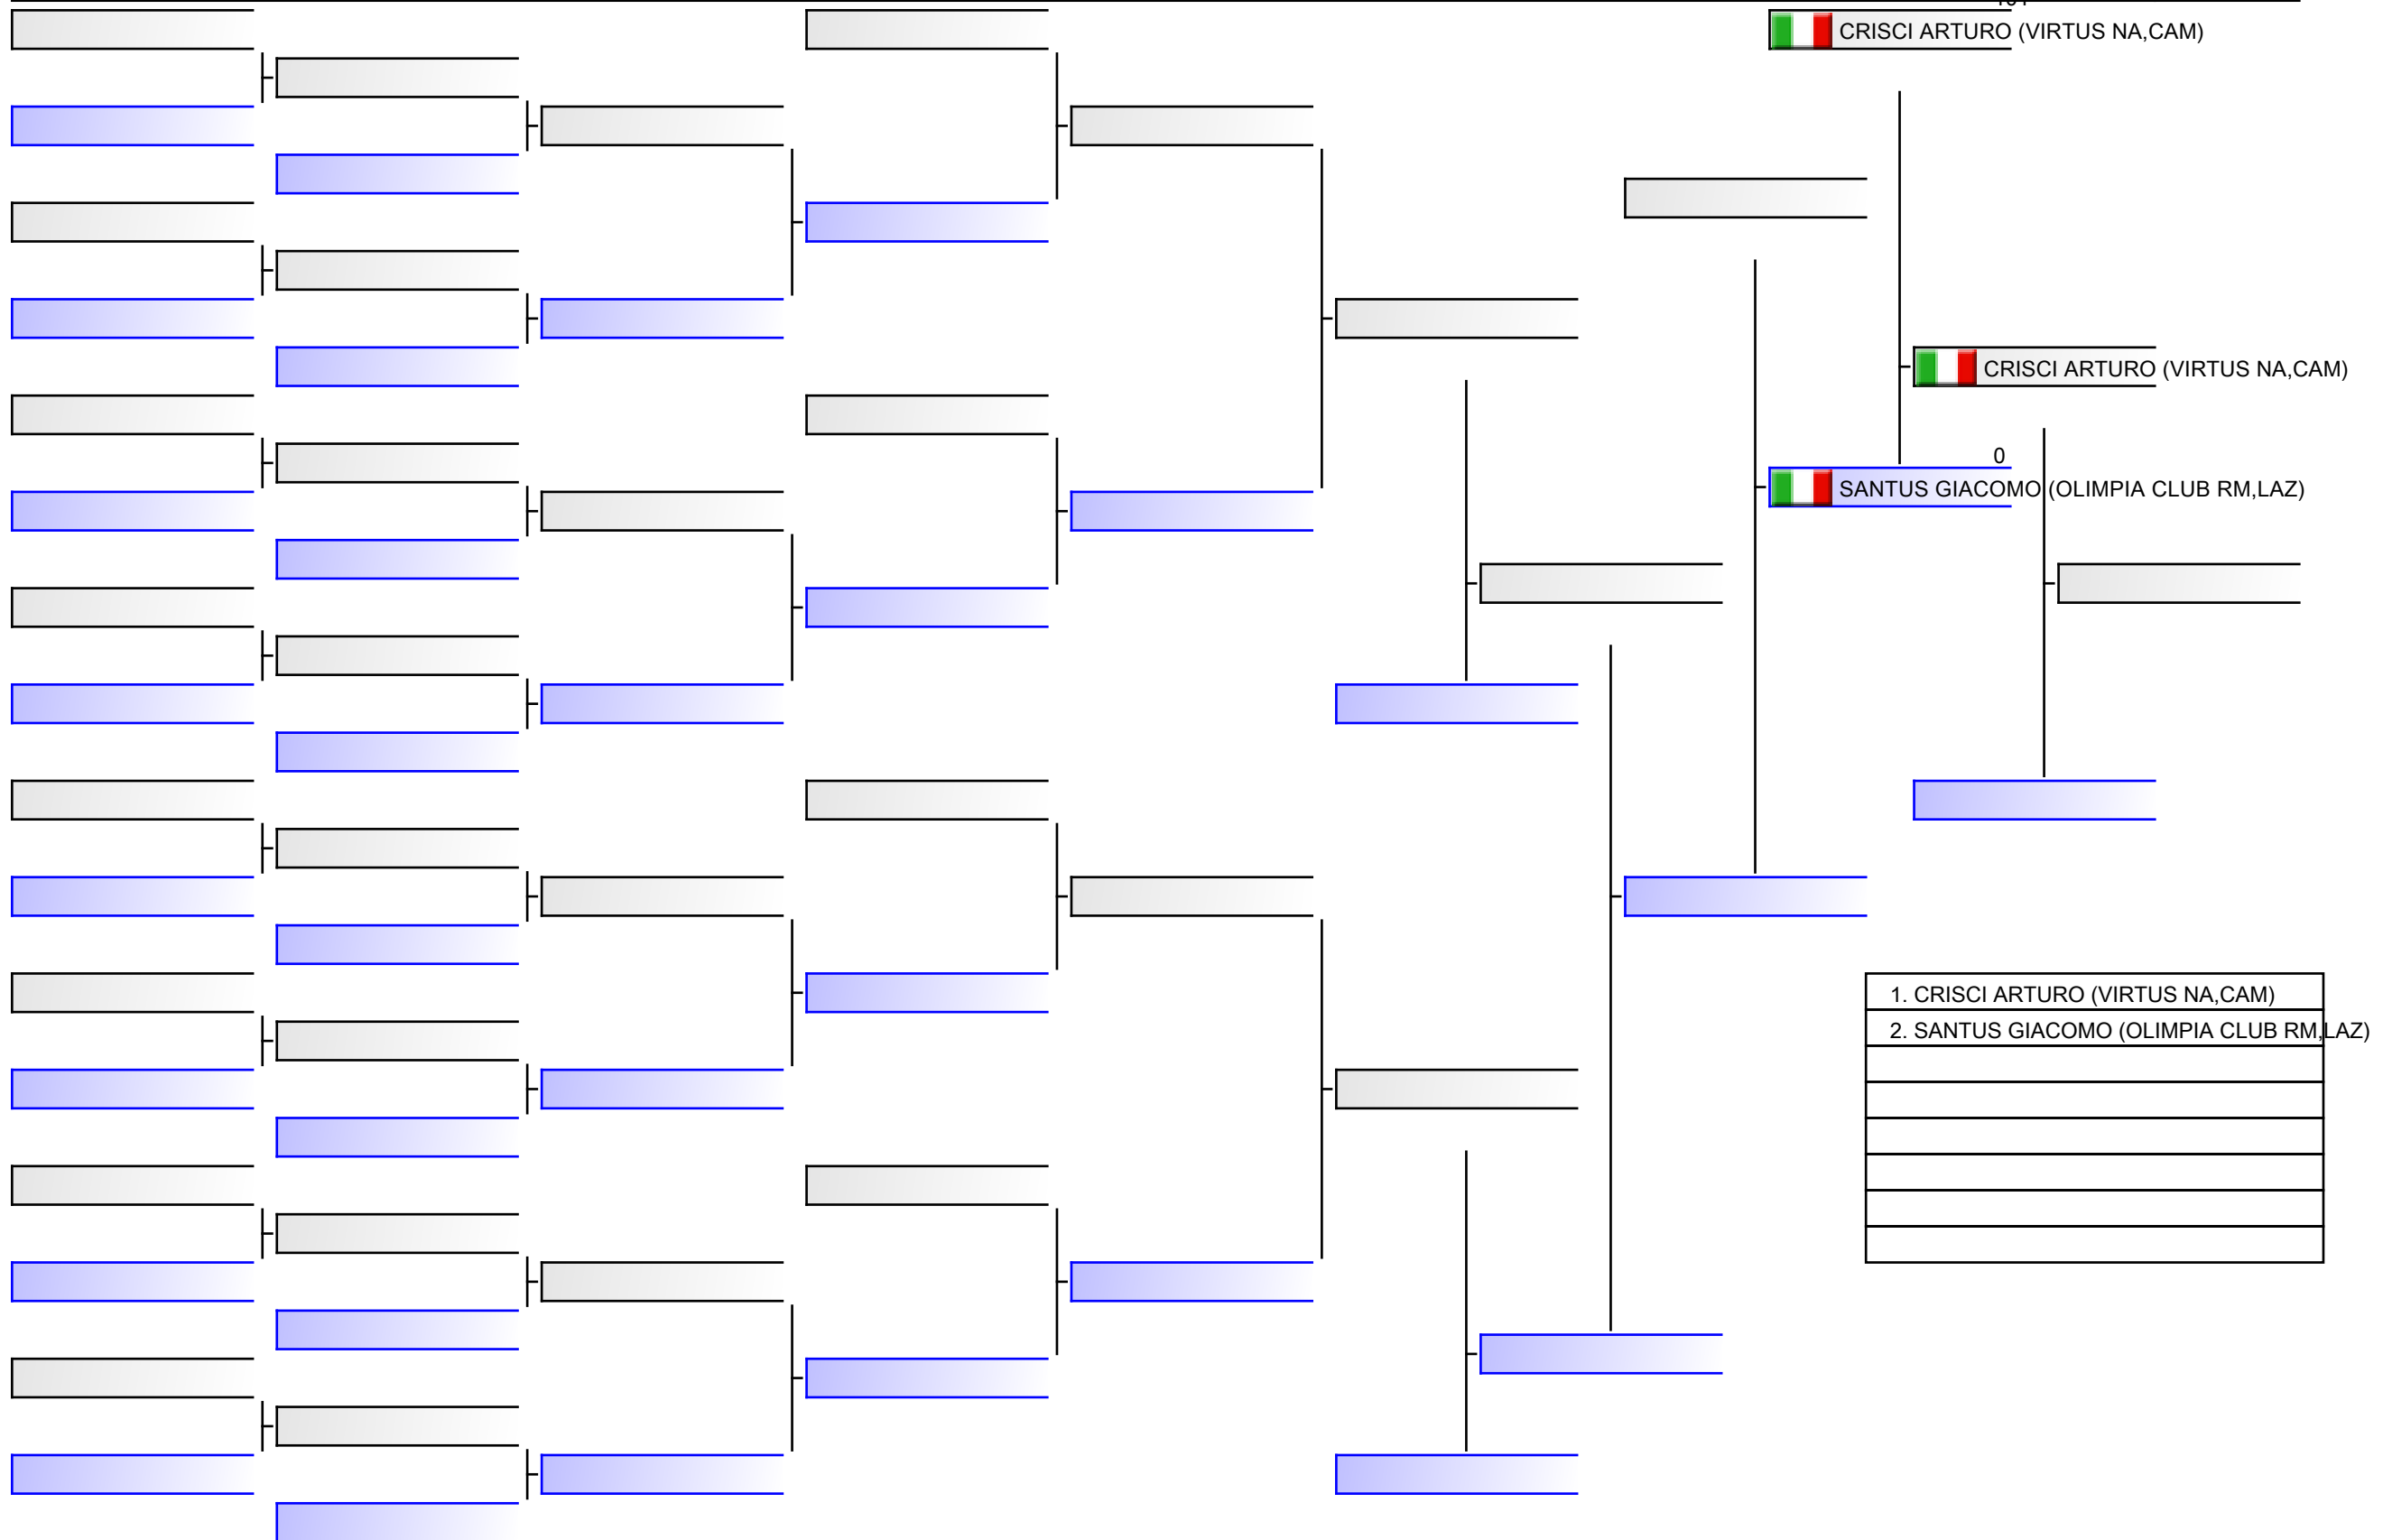 CRISCI ARTURO (VIRTUS NA,CAM)
CRISCI ARTURO (VIRTUS NA,CAM)
0
SANTUS GIACOMO (OLIMPIA CLUB RM,LAZ)
1. CRISCI ARTURO (VIRTUS NA,CAM)
2. SANTUS GIACOMO (OLIMPIA CLUB RM,LAZ)